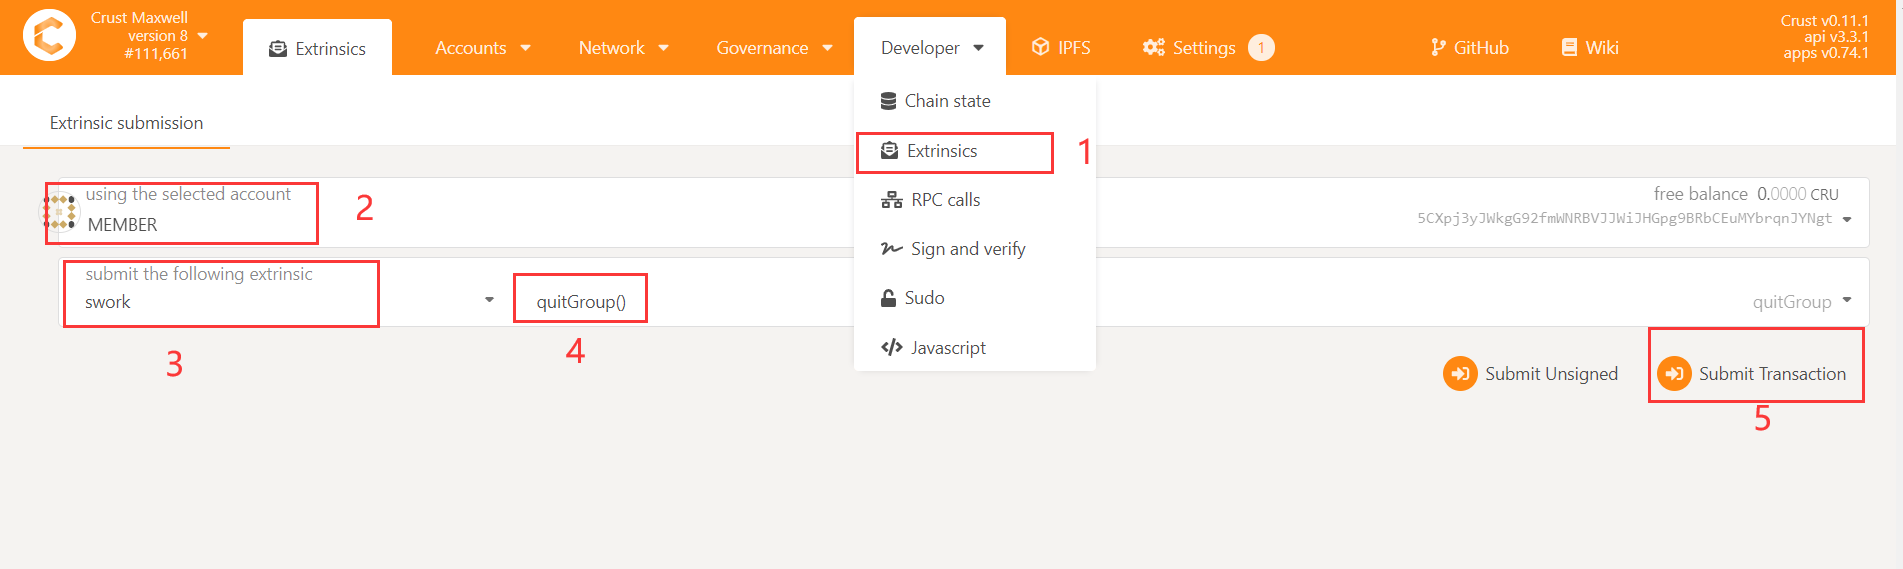 Crust Maxwell
version 8
#111,661
Extrinsics
Accounts
Network
Governance
Developer
IPFS
Settings 1
GitHub
Wiki
Crust v0.11.1
api v3.3.1
apps v0.74.1
Chain state
Extrinsics
RPC calls
Sign and verify
Sudo
Javascript
1
Extrinsic submission
using the selected account
MEMBER
2
free balance 0.0000 CRU
5CXpj3yJWkgG92fmWNRBVJJWiJHGpg9BRbCEuMYbrqnJYNgt
submit the following extrinsic
swork
quitGroup()
quitGroup
3
4
Submit Unsigned
Submit Transaction
5